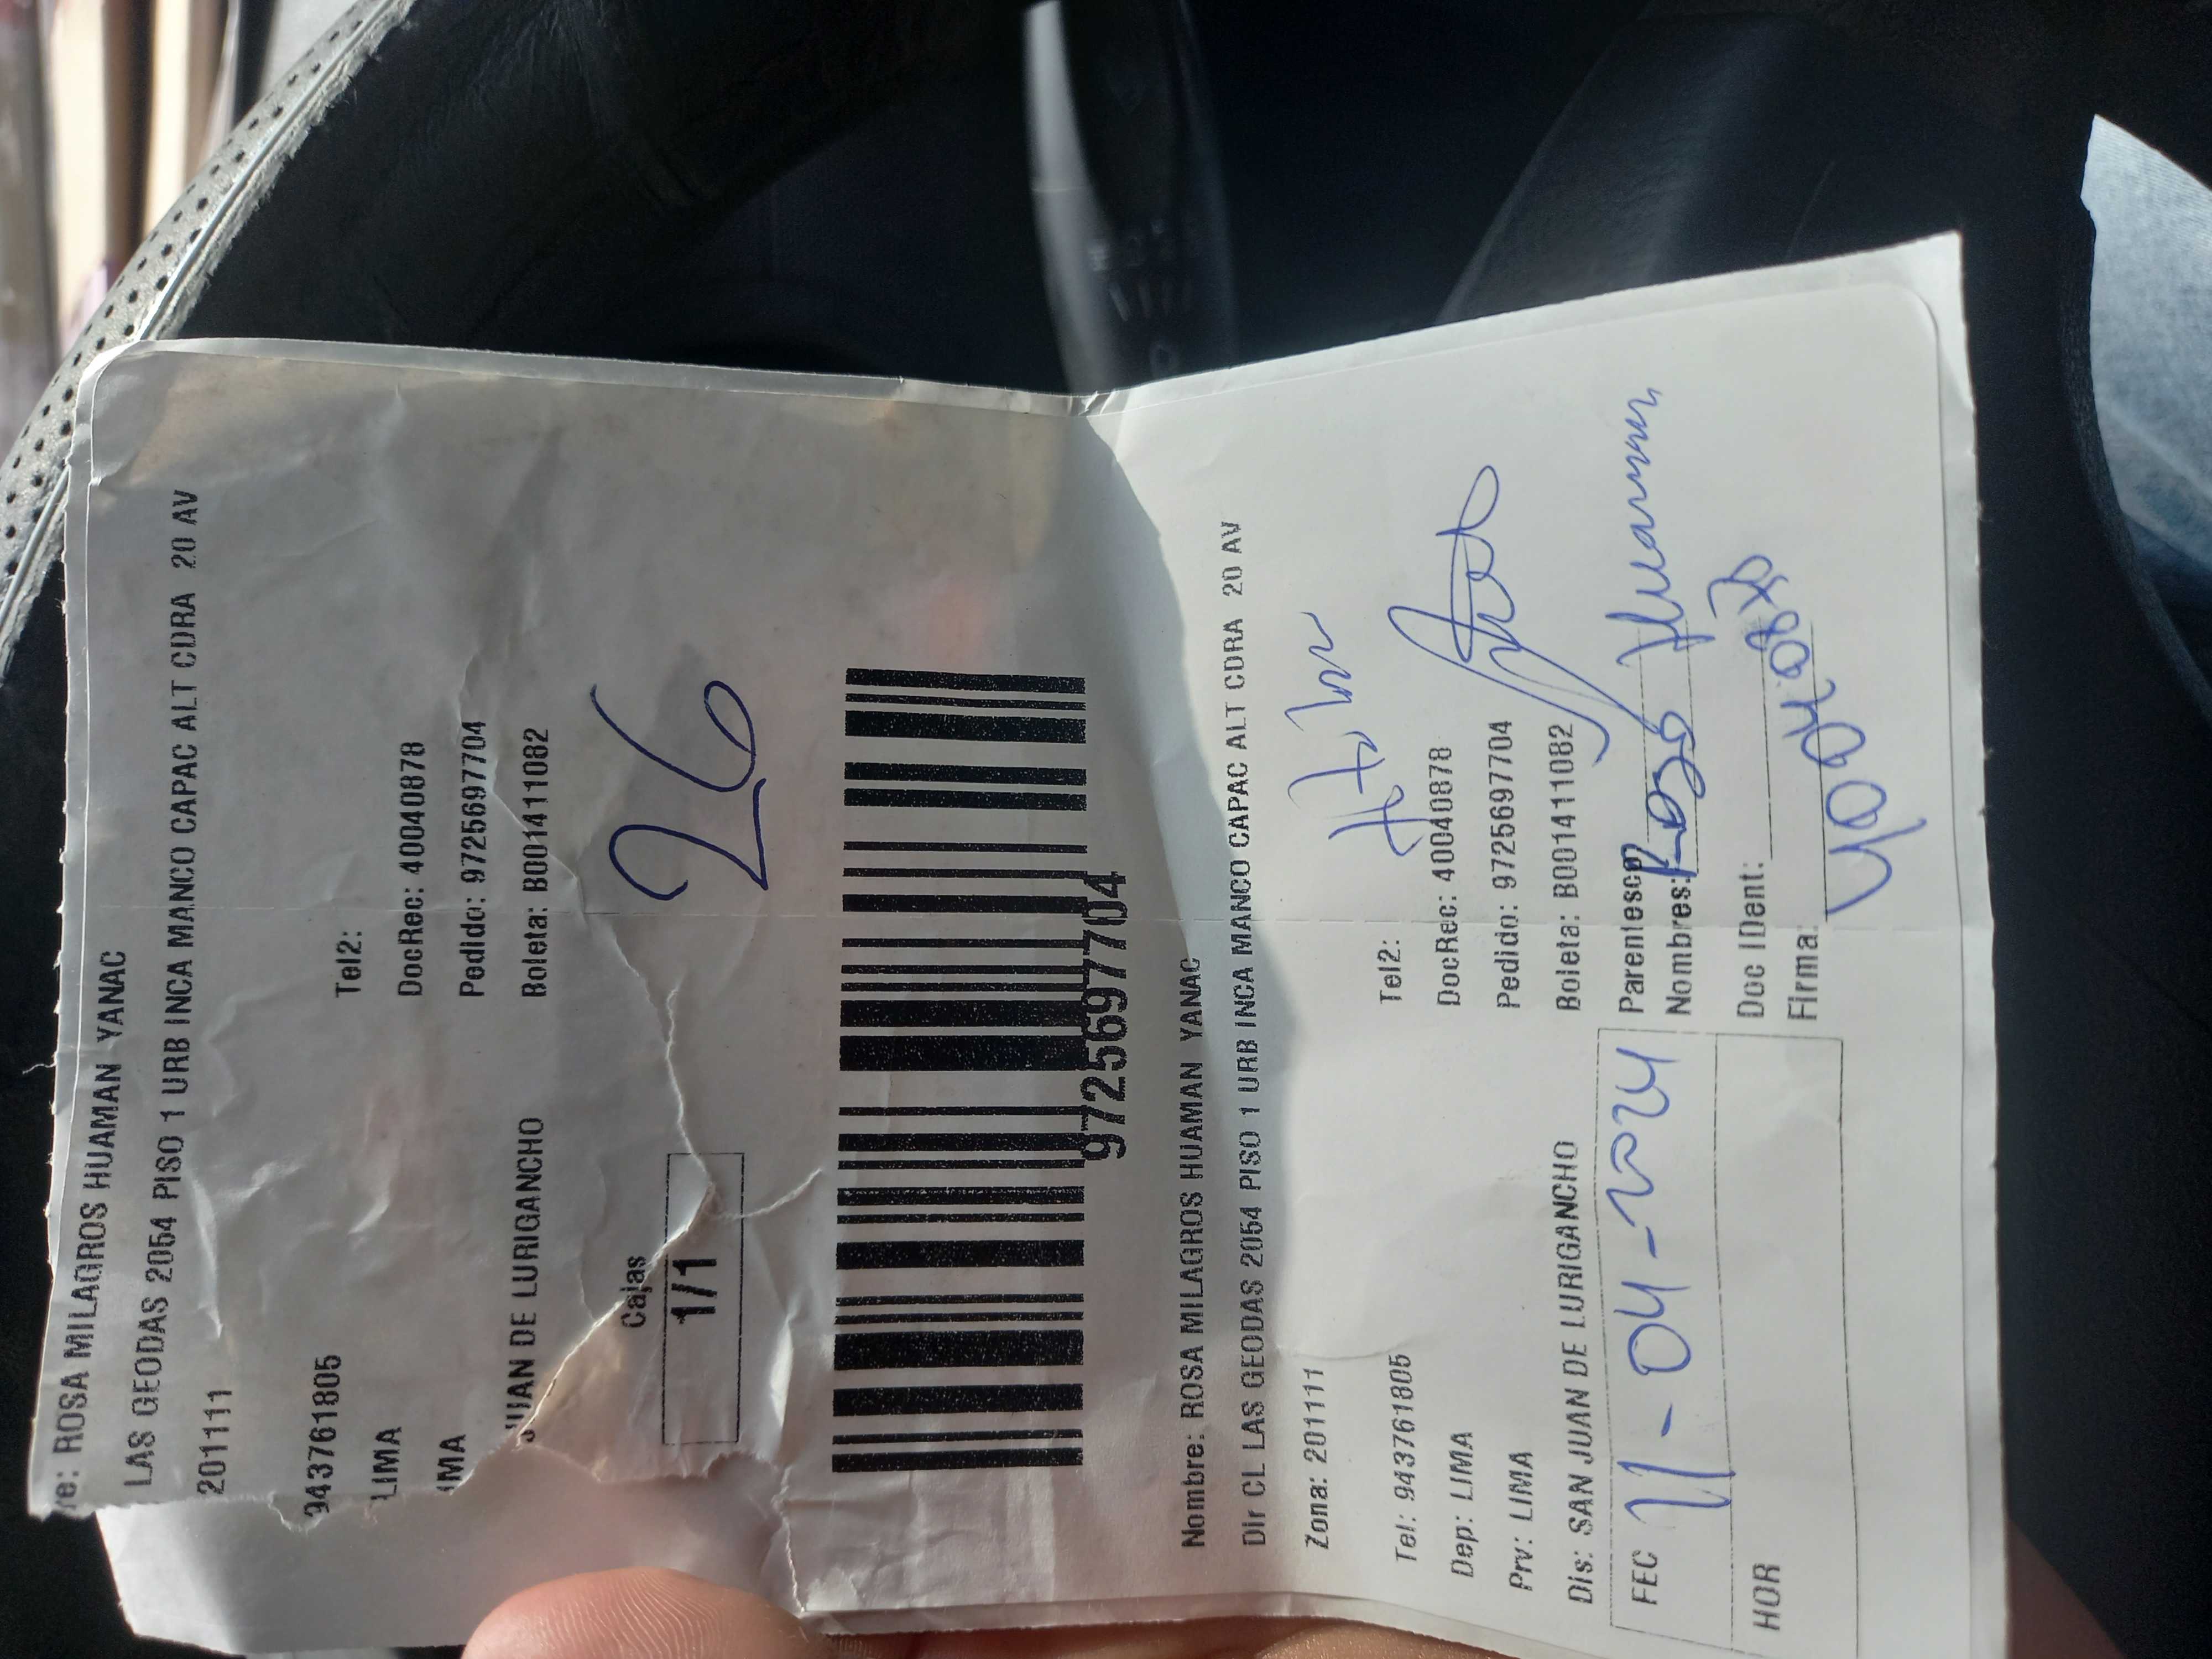 re: ROSA MILAGROS HUAMAN YANAC
LAS GEODAS 2054 PISO 1 URB INCA MANCO CAPAC ALT CDRA 20 AV
201111
943761805 Tel2:
LIMA DocRec: 40040878
IMA Pedido: 9725697704
JUAN DE LURIGANCHO Boleta: B001411082
Cajas
1/1
26
9725697704
Nombre: ROSA MILAGROS HUAMAN YANAC
Dir CL LAS GEODAS 2054 PISO 1 URB INCA MANCO CAPAC ALT CDRA 20 AV
Zona: 201111
Tel: 943761805 Tel2:
Dep: LIMA DocRec: 40040878
Prv: LIMA Pedido: 9725697704
Dis: SAN JUAN DE LURIGANCHO Boleta: B001411082
FEC 11-04-2024 Parentesco
Nombres: Rosa Huaman
HOR Doc IDent:
Firma: